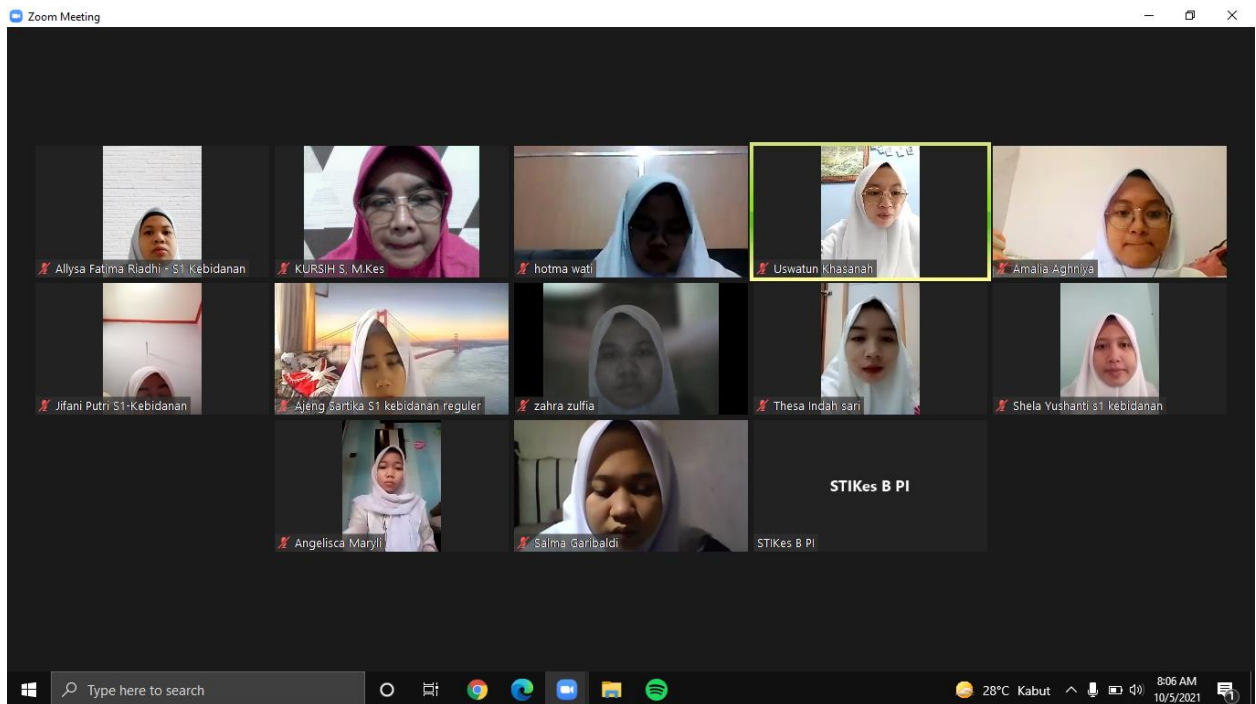 Zoom Meeting
Allysa Fatima Riadhi - S1 Kebidanan
KURSIH S, M.Kes
hotma wati
Uswatun Khasanah
Amalia Aghniya
Jifani Putri S1-Kebidanan
Ajeng Sartika S1 kebidanan reguler
zahra zulfia
Thesa Indah sari
Shela Yushanti s1 kebidanan
Angelisca Maryli
Salma Garibaldi
STIKes B PI
STIKes B PI
Type here to search
28°C Kabut
8:06 AM
10/5/2021
1